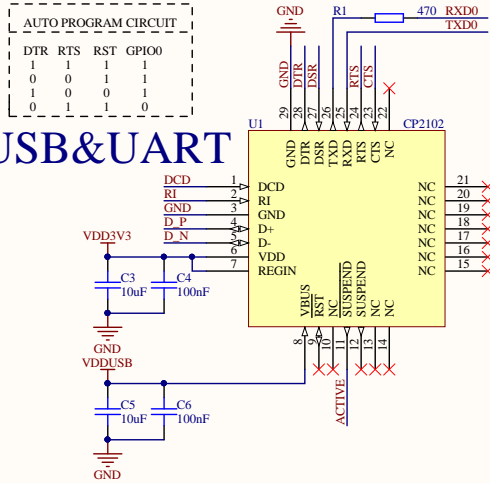 AUTO PROGRAM CIRCUIT
DTR RTS RST GPIO0
1 1 1 1
0 0 1 1
1 0 0 1
0 1 1 0
USB&UART
GND
R1
470
RXD0
TXD0
GND
DTR
DSR
RTS
CTS
29 28 27 26 25 24 23 22
U1
CP2102
GND DTR DSR TXD RXD RTS CTS NC
DCD 1 DCD
RI 2 RI
GND 3 GND
D_P 4 D+
D_N 5 D-
6 VDD
7 REGIN
NC 21
NC 20
NC 19
NC 18
NC 17
NC 16
NC 15
VDD3V3
C3
10uF
C4
100nF
GND
VBUS RST NC SUSPEND SUSPEND NC NC
8 9 10 11 12 13 14
ACTIVE
VDDUSB
C5
10uF
C6
100nF
GND